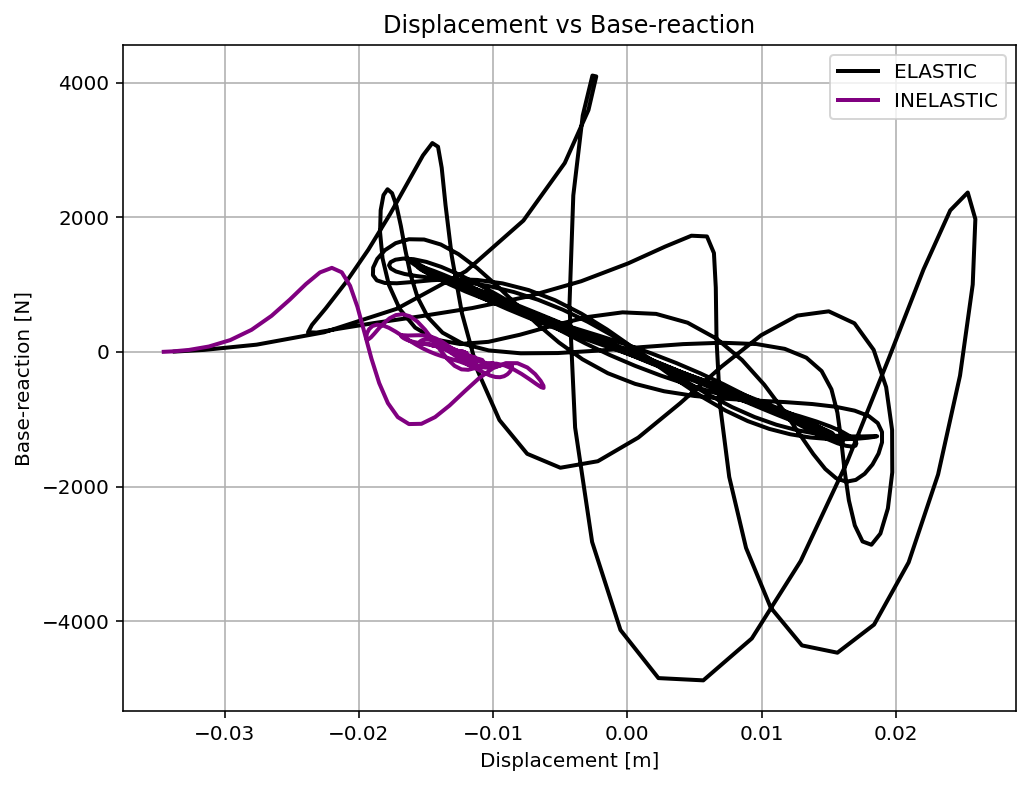 Displacement vs Base-reaction
ELASTIC
INELASTIC
4000
2000
0
−2000
−4000
Base-reaction [N]
−0.03
−0.02
−0.01
0.00
0.01
0.02
Displacement [m]